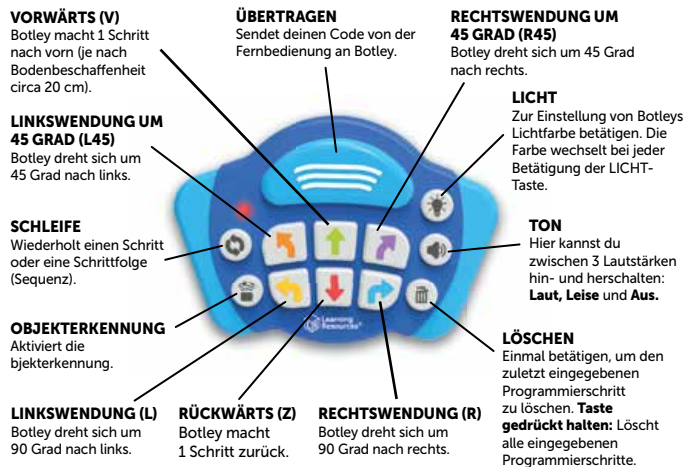 VORWÄRTS (V)
Botley macht 1 Schritt
nach vorn (je nach
Bodenbeschaffenheit
circa 20 cm).
ÜBERTRAGEN
Sendet deinen Code von der
Fernbedienung an Botley.
RECHTSWENDUNG UM
45 GRAD (R45)
Botley dreht sich um 45 Grad
nach rechts.
LINKSWENDUNG UM
45 GRAD (L45)
Botley dreht sich um
45 Grad nach links.
LICHT
Zur Einstellung von Botleys
Lichtfarbe betätigen. Die
Farbe wechselt bei jeder
Betätigung der LICHT-
Taste.
SCHLEIFE
Wiederholt einen Schritt
oder eine Schrittfolge
(Sequenz).
TON
Hier kannst du
zwischen 3 Lautstärken
hin- und herschalten:
Laut, Leise und Aus.
OBJEKTERKENNUNG
Aktiviert die
bjekterkennung.
Learning
Resources®
LÖSCHEN
Einmal betätigen, um den
zuletzt eingegebenen
Programmierschritt
zu löschen. Taste
gedrückt halten: Löscht
alle eingegebenen
Programmierschritte.
LINKSWENDUNG (L)
Botley dreht sich um
90 Grad nach links.
RÜCKWÄRTS (Z)
Botley macht
1 Schritt zurück.
RECHTSWENDUNG (R)
Botley dreht sich um
90 Grad nach rechts.